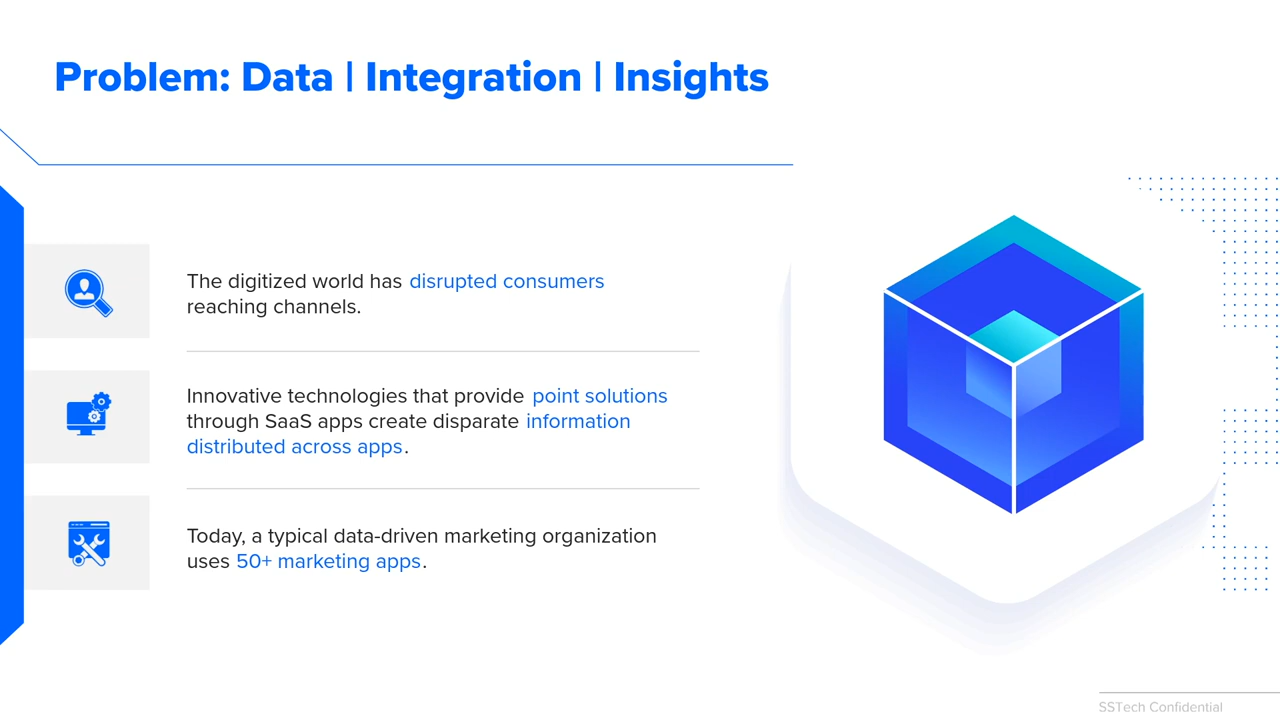 Problem: Data | Integration | Insights
The digitized world has disrupted consumers
reaching channels.
Innovative technologies that provide point solutions
through SaaS apps create disparate information
distributed across apps.
Today, a typical data-driven marketing organization
uses 50+ marketing apps.
SSTech Confidential